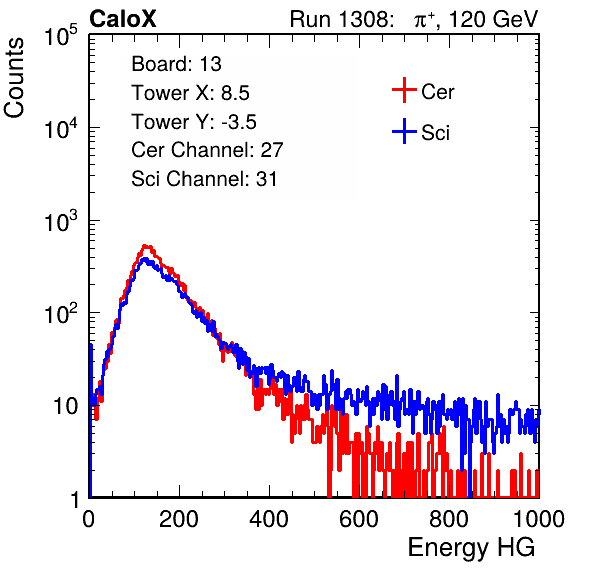 CaloX Run 1308: π⁺, 120 GeV
Counts
10⁵
10⁴
10³
10²
10
1
Board: 13
Tower X: 8.5
Tower Y: -3.5
Cer Channel: 27
Sci Channel: 31
Cer
Sci
0 200 400 600 800 1000
Energy HG